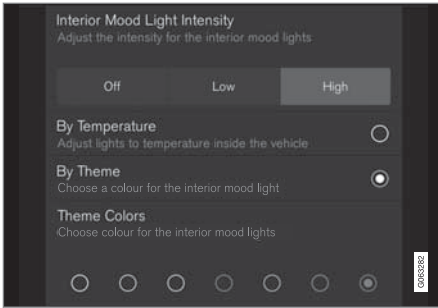 Interior Mood Light Intensity
Adjust the intensity for the interior mood lights
Off Low High
By Temperature
Adjust lights to temperature inside the vehicle
By Theme
Choose a colour for the interior mood light
Theme Colors
Choose colour for the interior mood lights
G063262